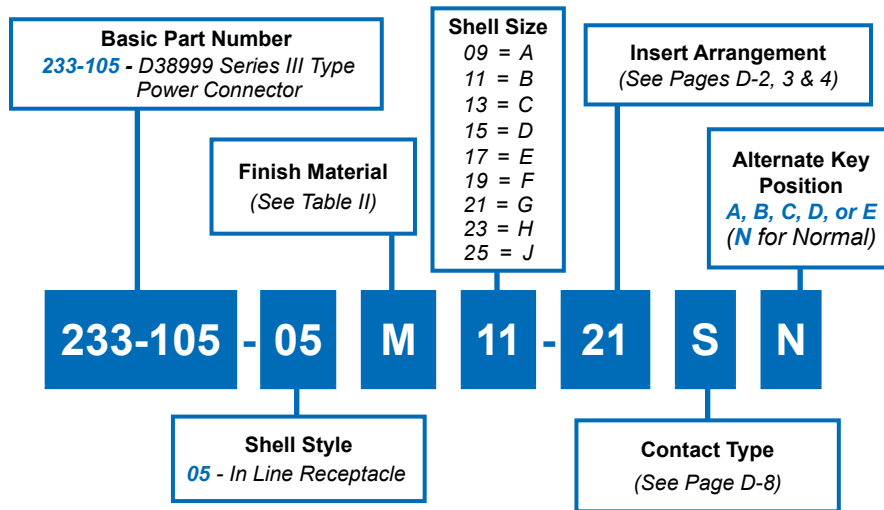 Basic Part Number
233-105 - D38999 Series III Type
Power Connector
Finish Material
(See Table II)
Shell Size
09 = A
11 = B
13 = C
15 = D
17 = E
19 = F
21 = G
23 = H
25 = J
Insert Arrangement
(See Pages D-2, 3 & 4)
Alternate Key
Position
A, B, C, D, or E
(N for Normal)
233-105 - 05 M 11 - 21 S N
Shell Style
05 - In Line Receptacle
Contact Type
(See Page D-8)